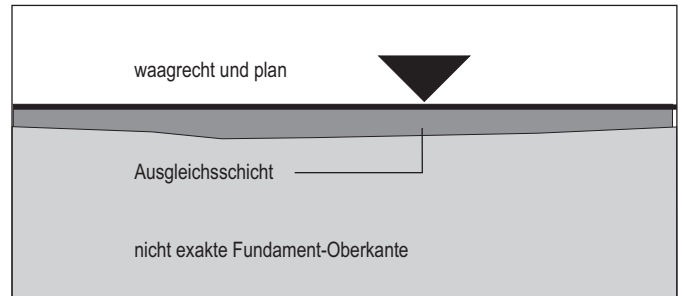 waagrecht und plan
Ausgleichsschicht
nicht exakte Fundament-Oberkante